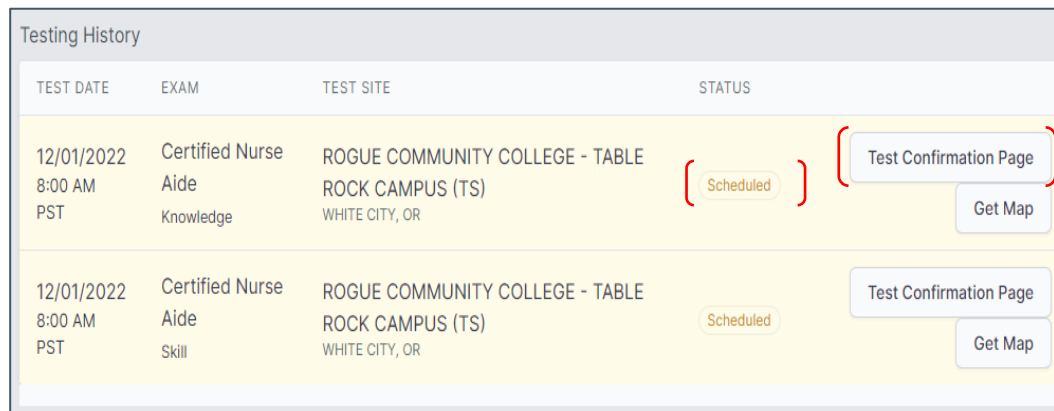 Testing History
TEST DATE EXAM TEST SITE STATUS
12/01/2022
8:00 AM
PST
Certified Nurse
Aide
Knowledge
ROGUE COMMUNITY COLLEGE - TABLE
ROCK CAMPUS (TS)
WHITE CITY, OR
Scheduled
Test Confirmation Page
Get Map
12/01/2022
8:00 AM
PST
Certified Nurse
Aide
Skill
ROGUE COMMUNITY COLLEGE - TABLE
ROCK CAMPUS (TS)
WHITE CITY, OR
Scheduled
Test Confirmation Page
Get Map